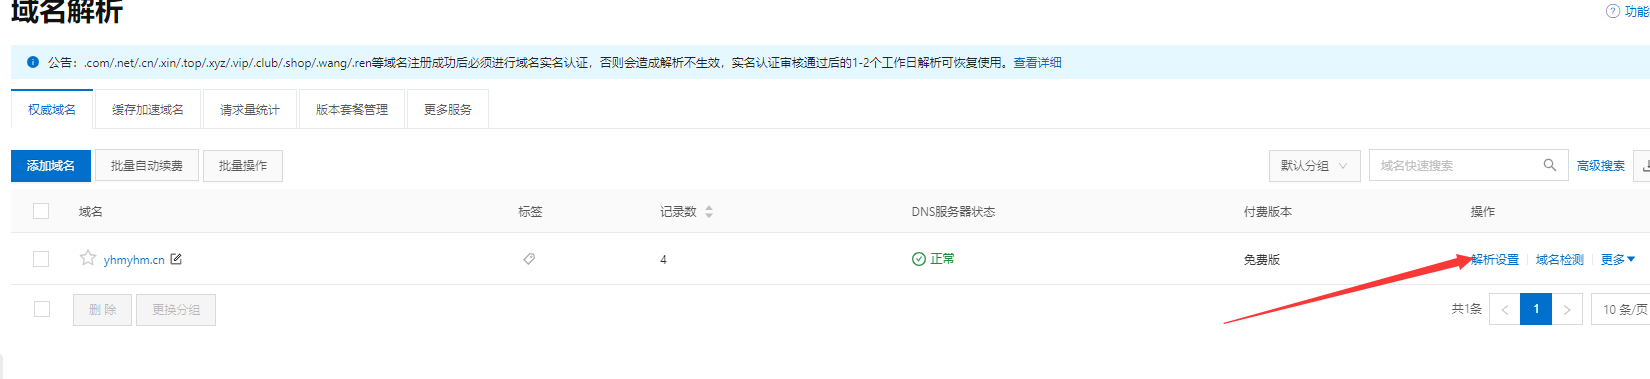 域名解析
功能
公告：.com/.net/.cn/.xin/.top/.xyz/.vip/.club/.shop/.wang/.ren等域名注册成功后必须进行域名实名认证，否则会造成解析不生效，实名认证审核通过后的1-2个工作日解析可恢复使用。查看详细
权威域名 缓存加速域名 请求量统计 版本套餐管理 更多服务
添加域名 批量自动续费 批量操作 默认分组 域名快速搜索 高级搜索
域名 标签 记录数 DNS服务器状态 付费版本 操作
yhmyhm.cn 4 正常 免费版 解析设置 域名检测 更多
删 除 更换分组 共1条 1 10 条/页